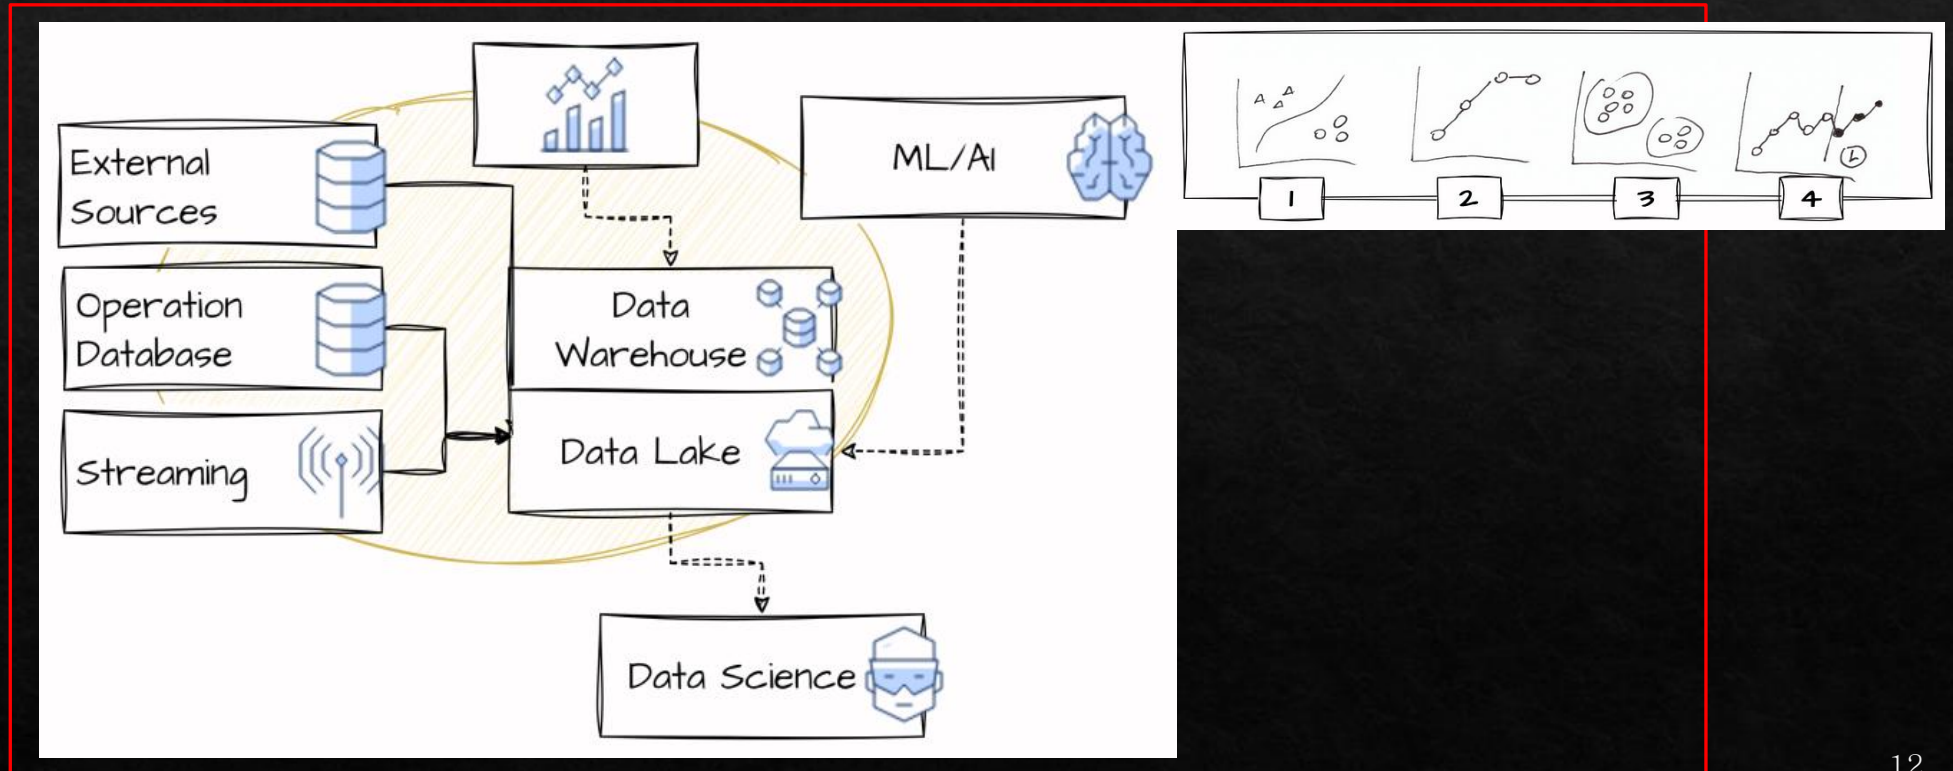 External
Sources
Operation
Database
Streaming
Data
Warehouse
Data Lake
ML/AI
Data Science
1
2
3
4
12